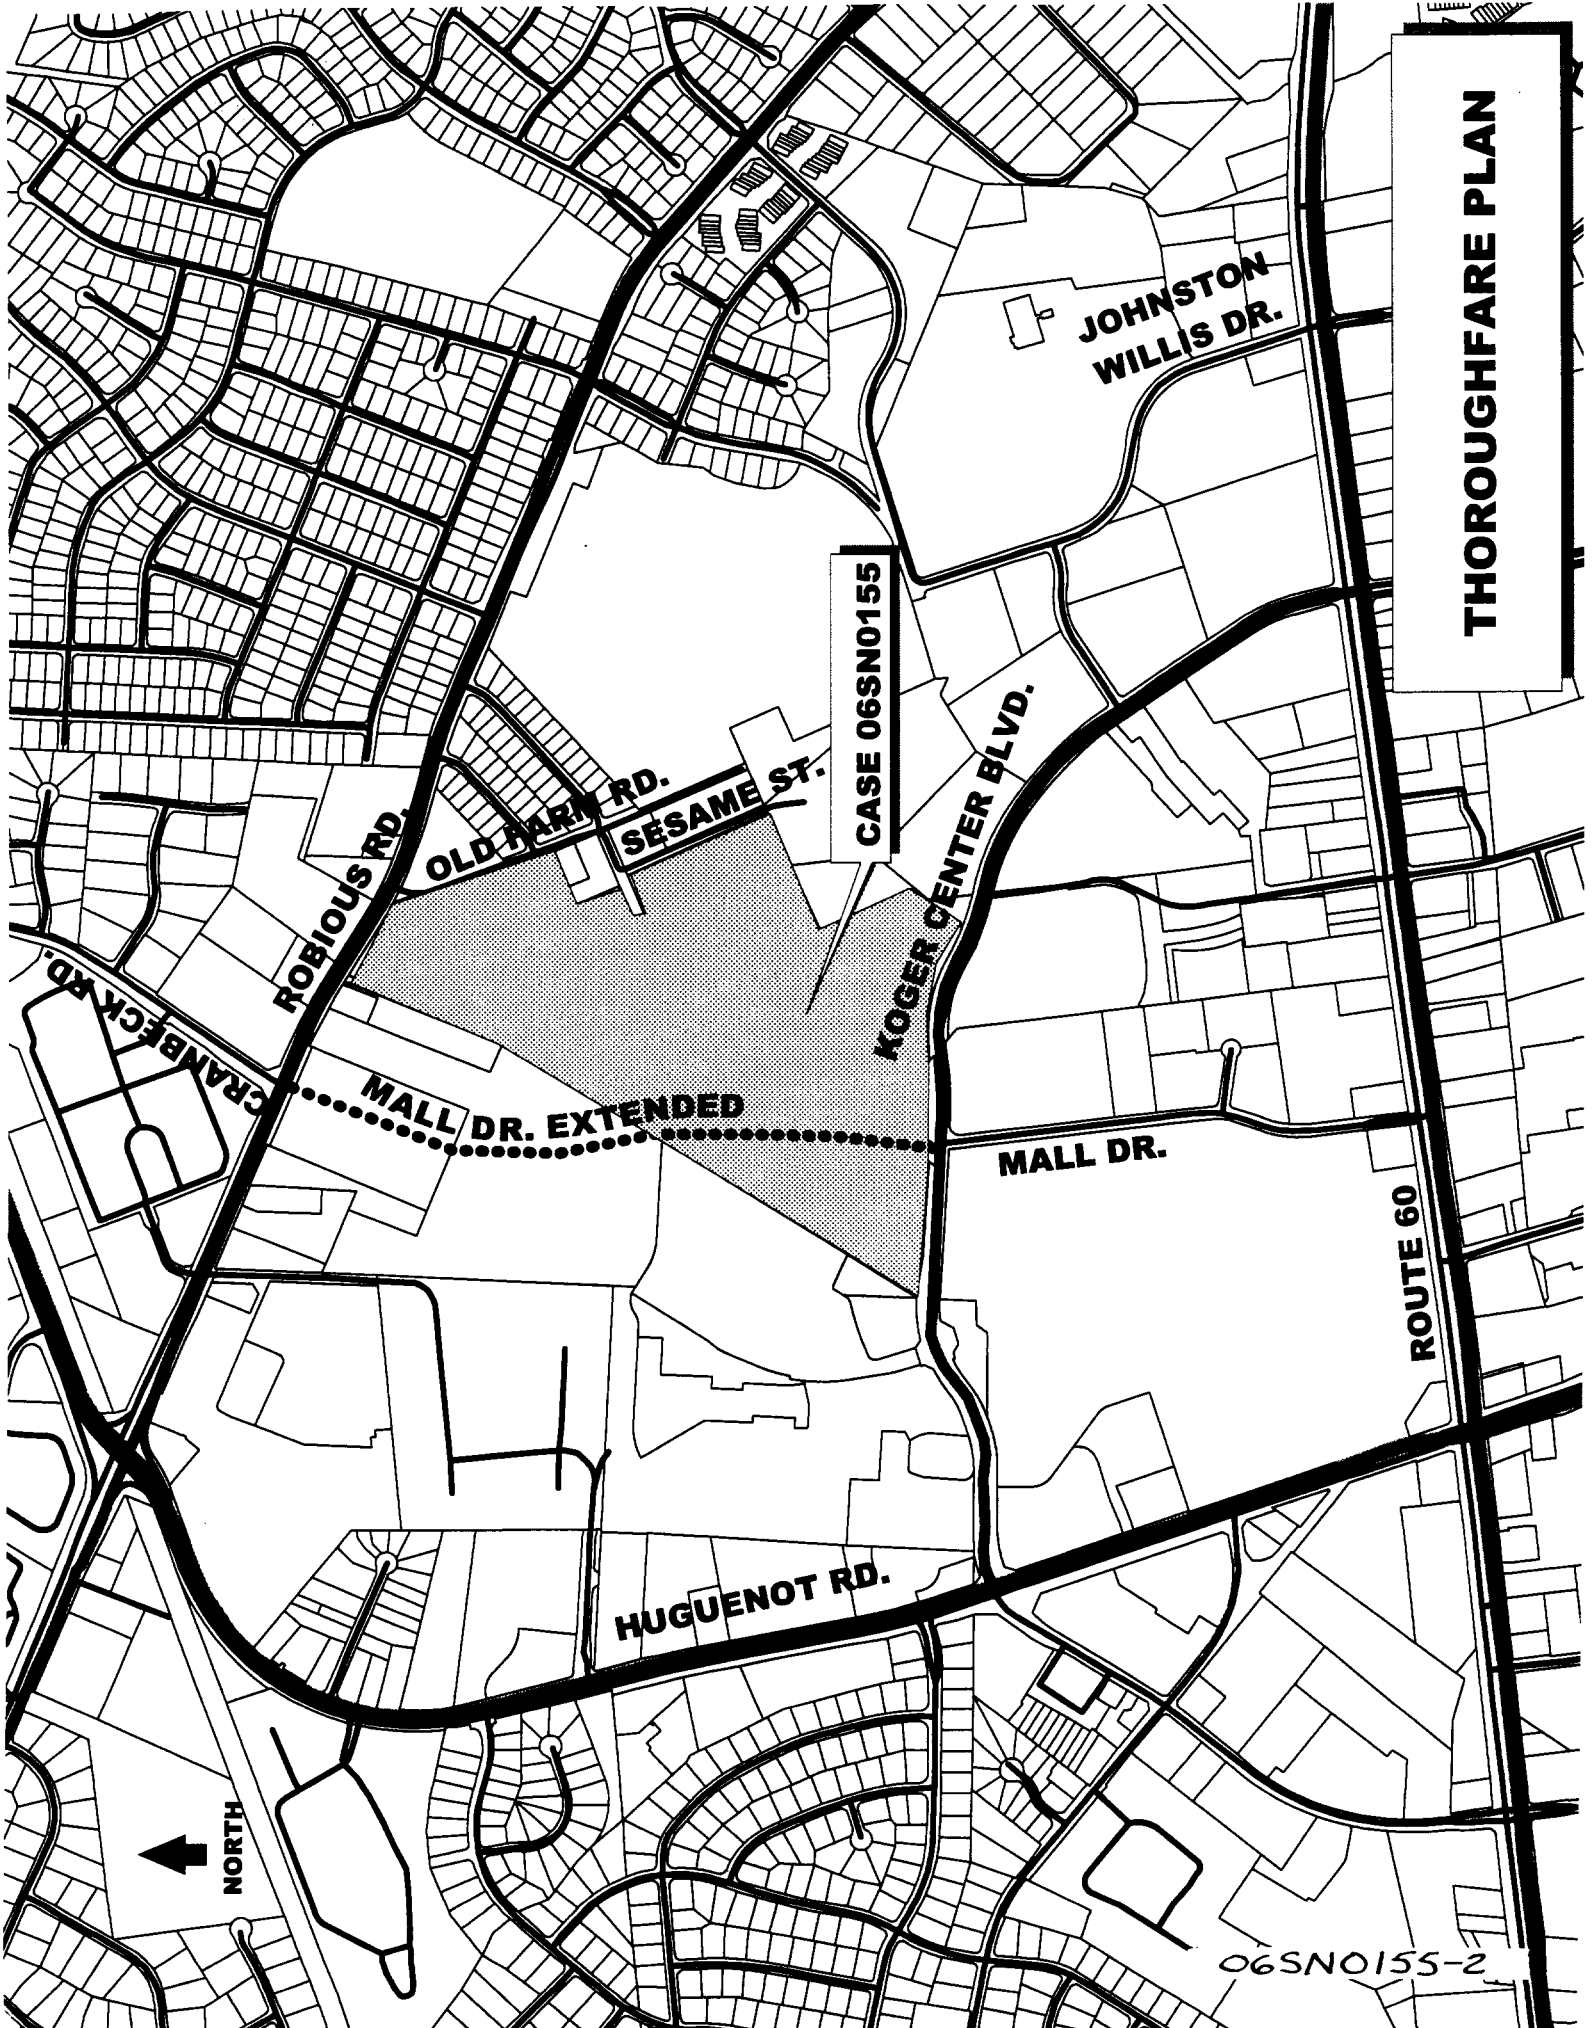 THOROUGHFARE PLAN
JOHNSTON
WILLIS DR.
CASE 06SN0155
OLD FARM RD.
SESAME ST.
KOGER CENTER BLVD.
ROBIOUS RD.
CRANBECK RD.
MALL DR. EXTENDED
MALL DR.
ROUTE 60
HUGUENOT RD.
NORTH
06SN0155-2